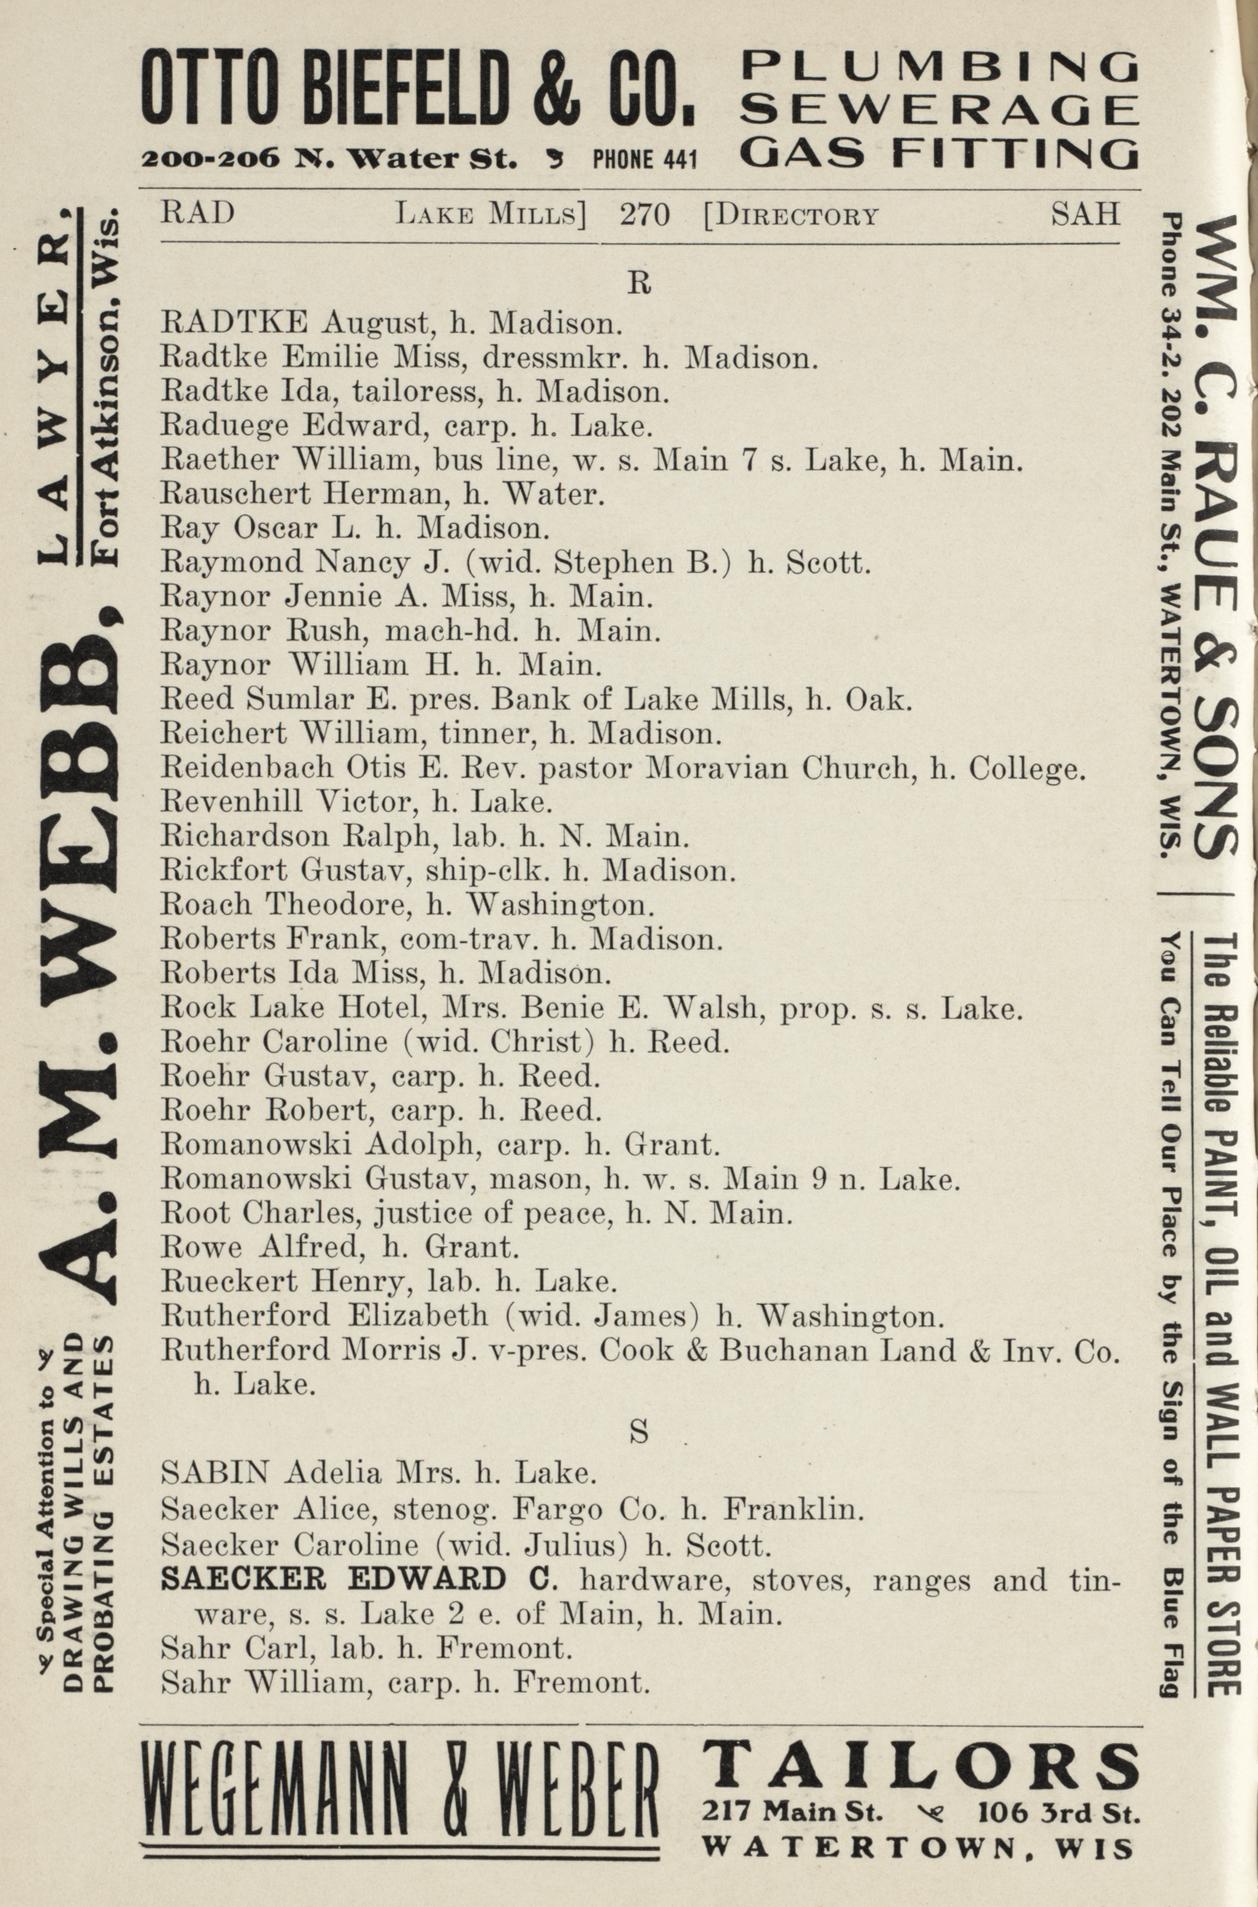 OTTO BIEFELD & CO.
200-206 N. Water St. PHONE 441
PLUMBING
SEWERAGE
GAS FITTING
RAD LAKE MILLS] 270 [DIRECTORY SAH
R
RADTKE August, h. Madison.
Radtke Emilie Miss, dressmkr. h. Madison.
Radtke Ida, tailoress, h. Madison.
Raduege Edward, carp. h. Lake.
Raether William, bus line, w. s. Main 7 s. Lake, h. Main.
Rauschert Herman, h. Water.
Ray Oscar L. h. Madison.
Raymond Nancy J. (wid. Stephen B.) h. Scott.
Raynor Jennie A. Miss, h. Main.
Raynor Rush, mach-hd. h. Main.
Raynor William H. h. Main.
Reed Sumlar E. pres. Bank of Lake Mills, h. Oak.
Reichert William, tinner, h. Madison.
Reidenbach Otis E. Rev. pastor Moravian Church, h. College.
Revenhill Victor, h. Lake.
Richardson Ralph, lab. h. N. Main.
Rickfort Gustav, ship-clk. h. Madison.
Roach Theodore, h. Washington.
Roberts Frank, com-trav. h. Madison.
Roberts Ida Miss, h. Madison.
Rock Lake Hotel, Mrs. Benie E. Walsh, prop. s. s. Lake.
Roehr Caroline (wid. Christ) h. Reed.
Roehr Gustav, carp. h. Reed.
Roehr Robert, carp. h. Reed.
Romanowski Adolph, carp. h. Grant.
Romanowski Gustav, mason, h. w. s. Main 9 n. Lake.
Root Charles, justice of peace, h. N. Main.
Rowe Alfred, h. Grant.
Rueckert Henry, lab. h. Lake.
Rutherford Elizabeth (wid. James) h. Washington.
Rutherford Morris J. v-pres. Cook & Buchanan Land & Inv. Co.
h. Lake.
S
SABIN Adelia Mrs. h. Lake.
Saecker Alice, stenog. Fargo Co. h. Franklin.
Saecker Caroline (wid. Julius) h. Scott.
SAECKER EDWARD C. hardware, stoves, ranges and tin-
ware, s. s. Lake 2 e. of Main, h. Main.
Sahr Carl, lab. h. Fremont.
Sahr William, carp. h. Fremont.
WEGEMANN & WEBER
TAILORS
217 Main St. 106 3rd St.
WATERTOWN, WIS
Special Attention to
DRAWING WILLS AND
PROBATING ESTATES
A. M. WEBB,
LAWYER,
Fort Atkinson, Wis.
WM. C. RAUE & SONS
Phone 34-2. 202 Main St., WATERTOWN, WIS.
The Reliable PAINT, OIL and WALL PAPER STORE
You Can Tell Our Place by the Sign of the Blue Flag